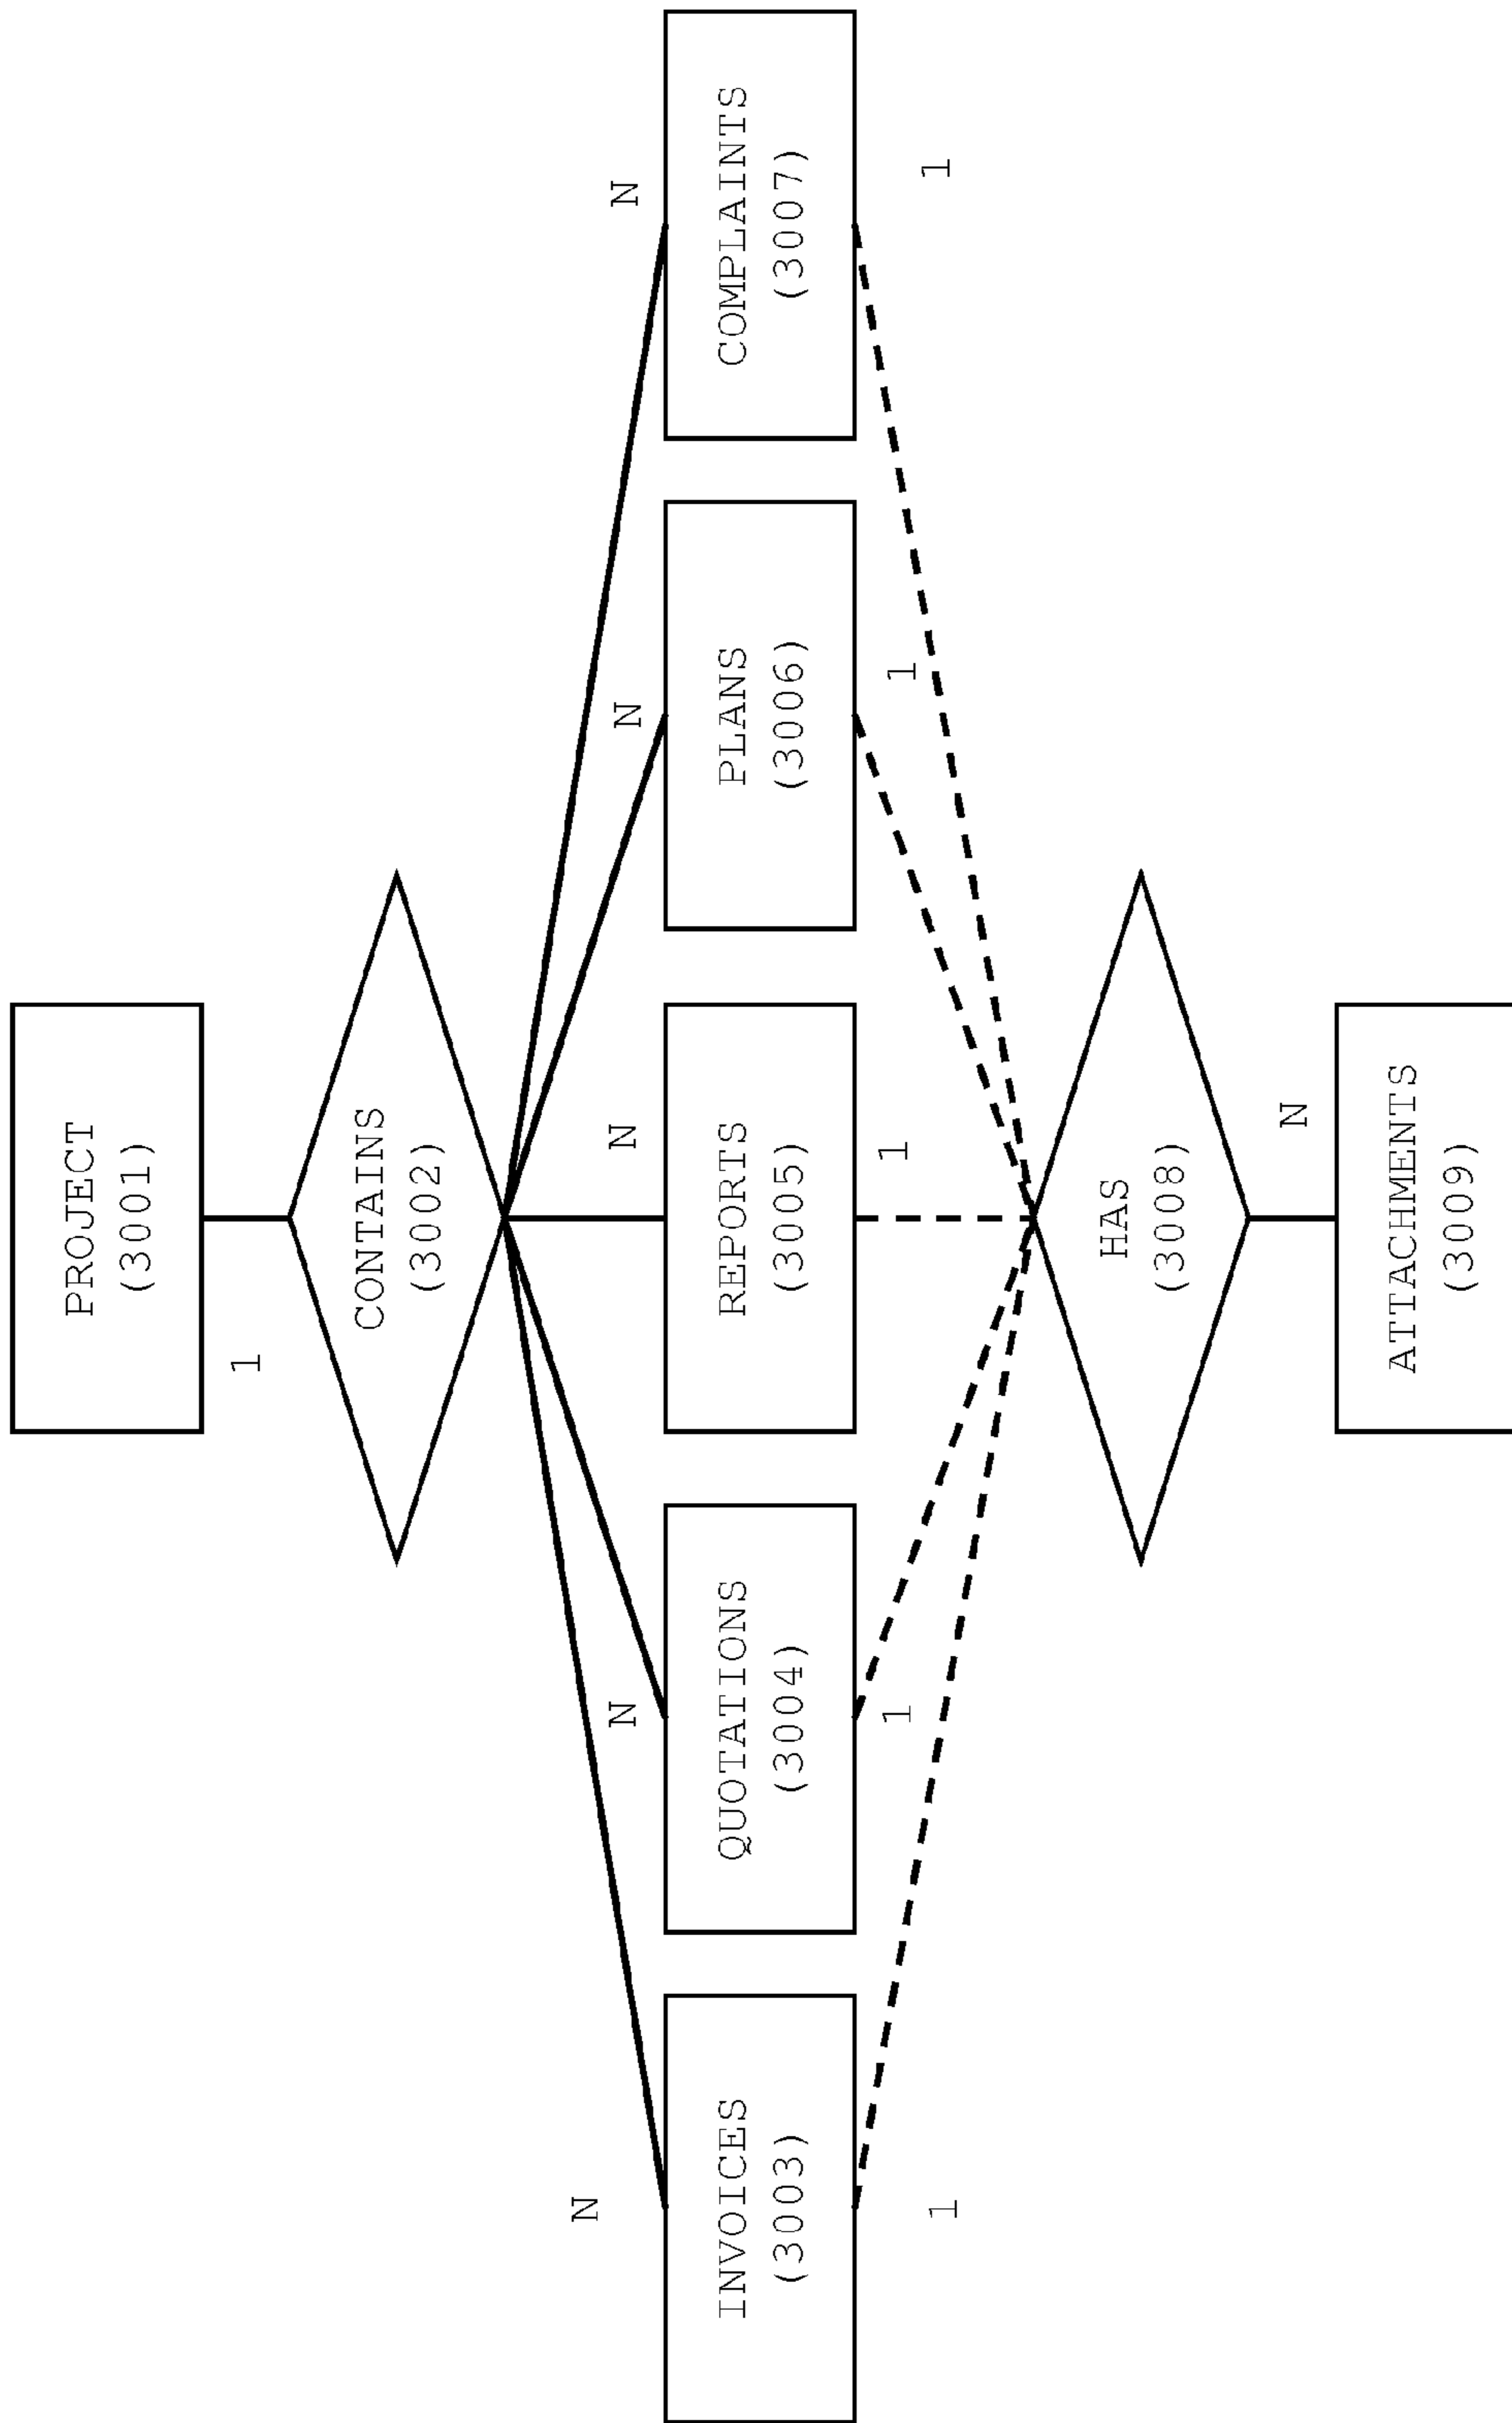 PROJECT
(3001)
1
CONTAINS
(3002)
N
N
N
N
N
INVOICES
(3003)
QUOTATIONS
(3004)
REPORTS
(3005)
PLANS
(3006)
COMPLAINTS
(3007)
1
1
1
1
1
HAS
(3008)
N
ATTACHMENTS
(3009)